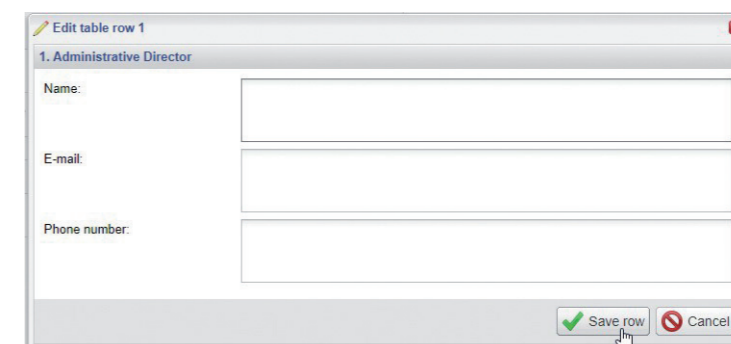 Edit table row 1
1. Administrative Director
Name:
E-mail:
Phone number:
Save row Cancel